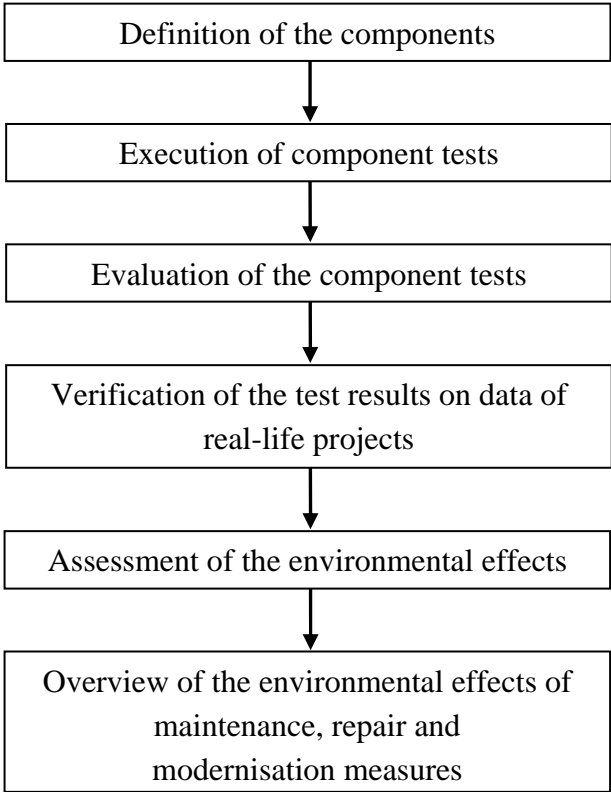 Definition of the components
Execution of component tests
Evaluation of the component tests
Verification of the test results on data of
real-life projects
Assessment of the environmental effects
Overview of the environmental effects of
maintenance, repair and
modernisation measures